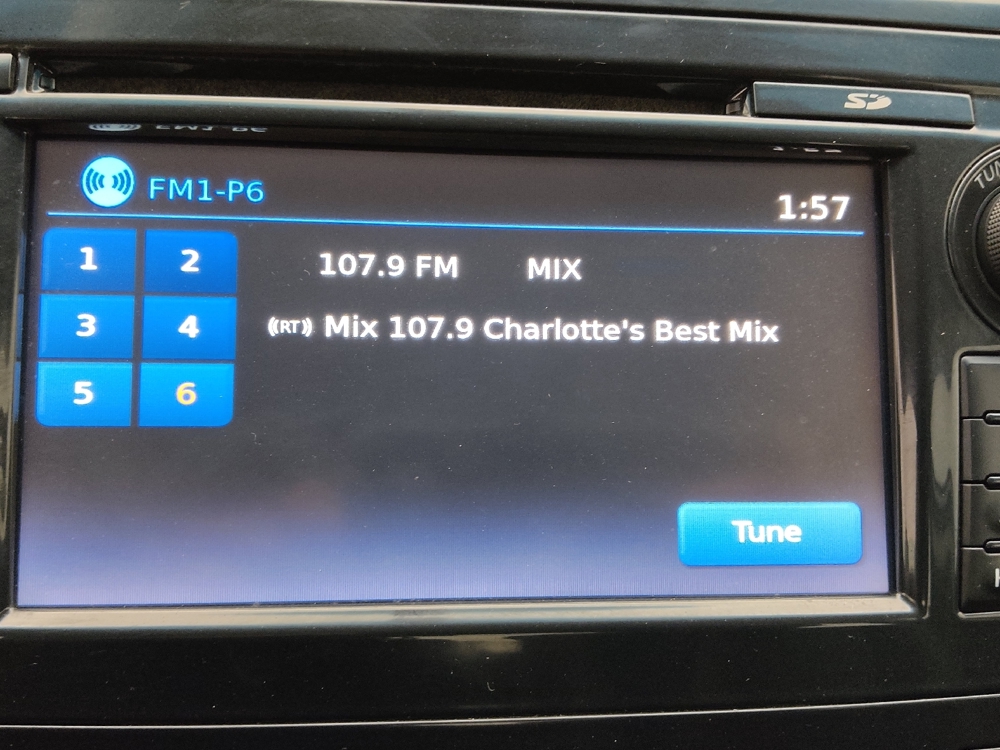 SD
FM1-P6
1:57
1 2
107.9 FM MIX
3 4
((RT)) Mix 107.9 Charlotte's Best Mix
5 6
Tune
TUN